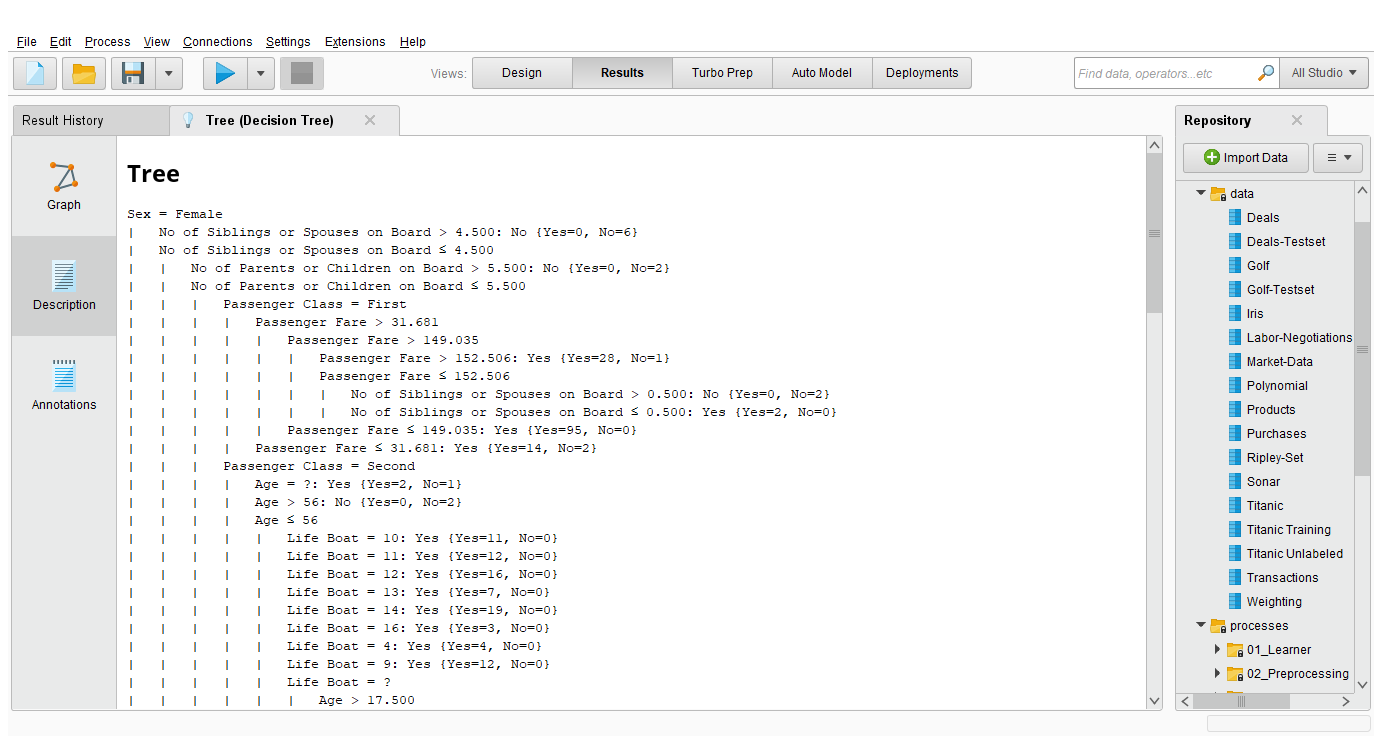 File Edit Process View Connections Settings Extensions Help
Views: Design Results Turbo Prep Auto Model Deployments Find data, operators...etc All Studio
Result History Tree (Decision Tree)
Graph
Description
Annotations
Tree
Sex = Female
| No of Siblings or Spouses on Board > 4.500: No {Yes=0, No=6}
| No of Siblings or Spouses on Board ≤ 4.500
| | No of Parents or Children on Board > 5.500: No {Yes=0, No=2}
| | No of Parents or Children on Board ≤ 5.500
| | | Passenger Class = First
| | | | Passenger Fare > 31.681
| | | | | Passenger Fare > 149.035
| | | | | | Passenger Fare > 152.506: Yes {Yes=28, No=1}
| | | | | | Passenger Fare ≤ 152.506
| | | | | | | No of Siblings or Spouses on Board > 0.500: No {Yes=0, No=2}
| | | | | | | No of Siblings or Spouses on Board ≤ 0.500: Yes {Yes=2, No=0}
| | | | | Passenger Fare ≤ 149.035: Yes {Yes=95, No=0}
| | | | Passenger Fare ≤ 31.681: Yes {Yes=14, No=2}
| | | Passenger Class = Second
| | | | Age = ?: Yes {Yes=2, No=1}
| | | | Age > 56: No {Yes=0, No=2}
| | | | Age ≤ 56
| | | | | Life Boat = 10: Yes {Yes=11, No=0}
| | | | | Life Boat = 11: Yes {Yes=12, No=0}
| | | | | Life Boat = 12: Yes {Yes=16, No=0}
| | | | | Life Boat = 13: Yes {Yes=7, No=0}
| | | | | Life Boat = 14: Yes {Yes=19, No=0}
| | | | | Life Boat = 16: Yes {Yes=3, No=0}
| | | | | Life Boat = 4: Yes {Yes=4, No=0}
| | | | | Life Boat = 9: Yes {Yes=12, No=0}
| | | | | Life Boat = ?
| | | | | | Age > 17.500
Repository
Import Data
data
Deals
Deals-Testset
Golf
Golf-Testset
Iris
Labor-Negotiations
Market-Data
Polynomial
Products
Purchases
Ripley-Set
Sonar
Titanic
Titanic Training
Titanic Unlabeled
Transactions
Weighting
processes
01_Learner
02_Preprocessing